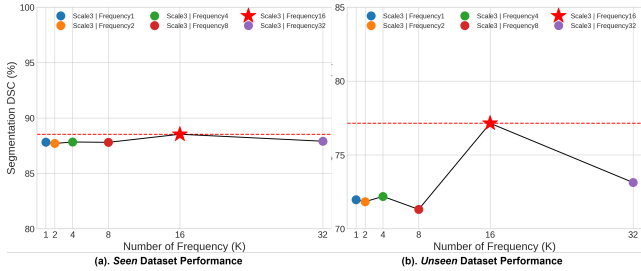 Segmentation DSC (%)
100
95
90
85
80
Scale3 | Frequency1
Scale3 | Frequency2
Scale3 | Frequency4
Scale3 | Frequency8
Scale3 | Frequency16
Scale3 | Frequency32
1 2 4 8 16 32
Number of Frequency (K)
(a). Seen Dataset Performance
85
80
75
70
Scale3 | Frequency1
Scale3 | Frequency2
Scale3 | Frequency4
Scale3 | Frequency8
Scale3 | Frequency16
Scale3 | Frequency32
1 2 4 8 16 32
Number of Frequency (K)
(b). Unseen Dataset Performance